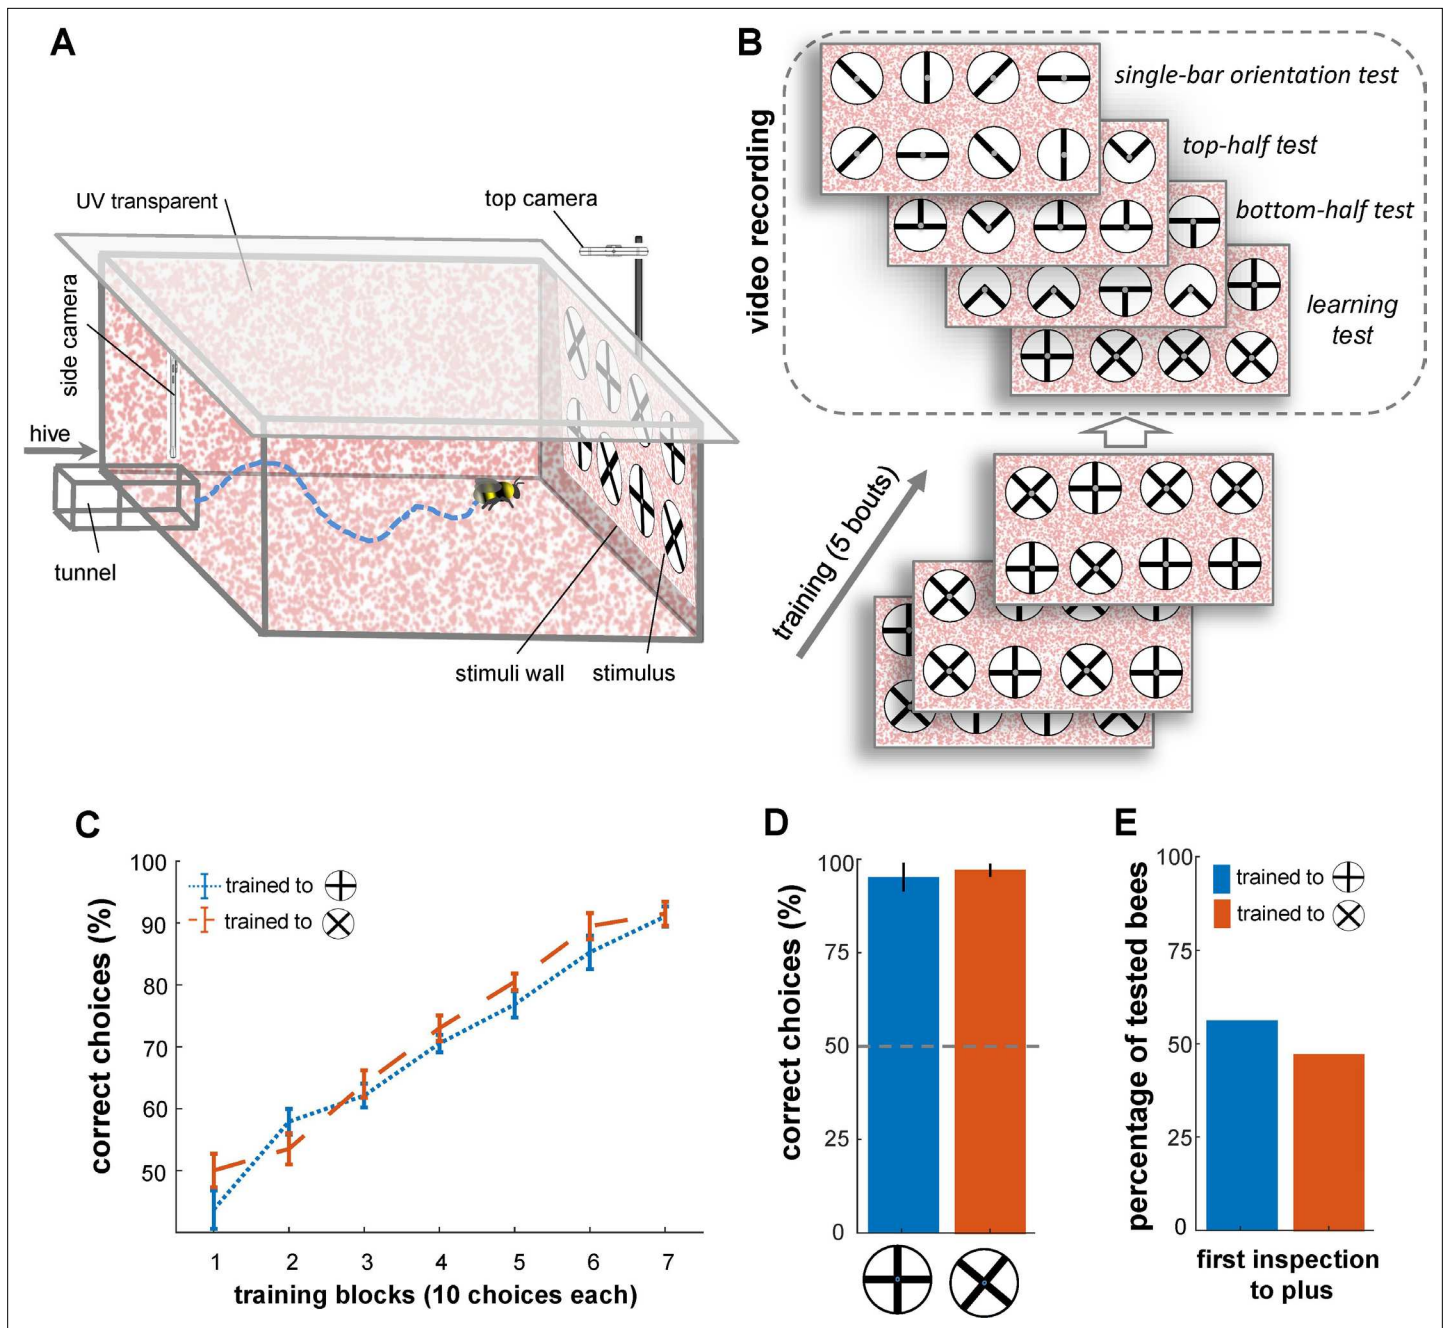 A
UV transparent
top camera
side camera
hive
tunnel
stimuli wall
stimulus
B
video recording
single-bar orientation test
top-half test
bottom-half test
learning
test
training (5 bouts)
C
correct choices (%)
100
90
80
70
60
50
trained to
trained to
1 2 3 4 5 6 7
training blocks (10 choices each)
D
correct choices (%)
100
75
50
25
0
E
percentage of tested bees
100
75
50
25
0
trained to
trained to
first inspection
to plus